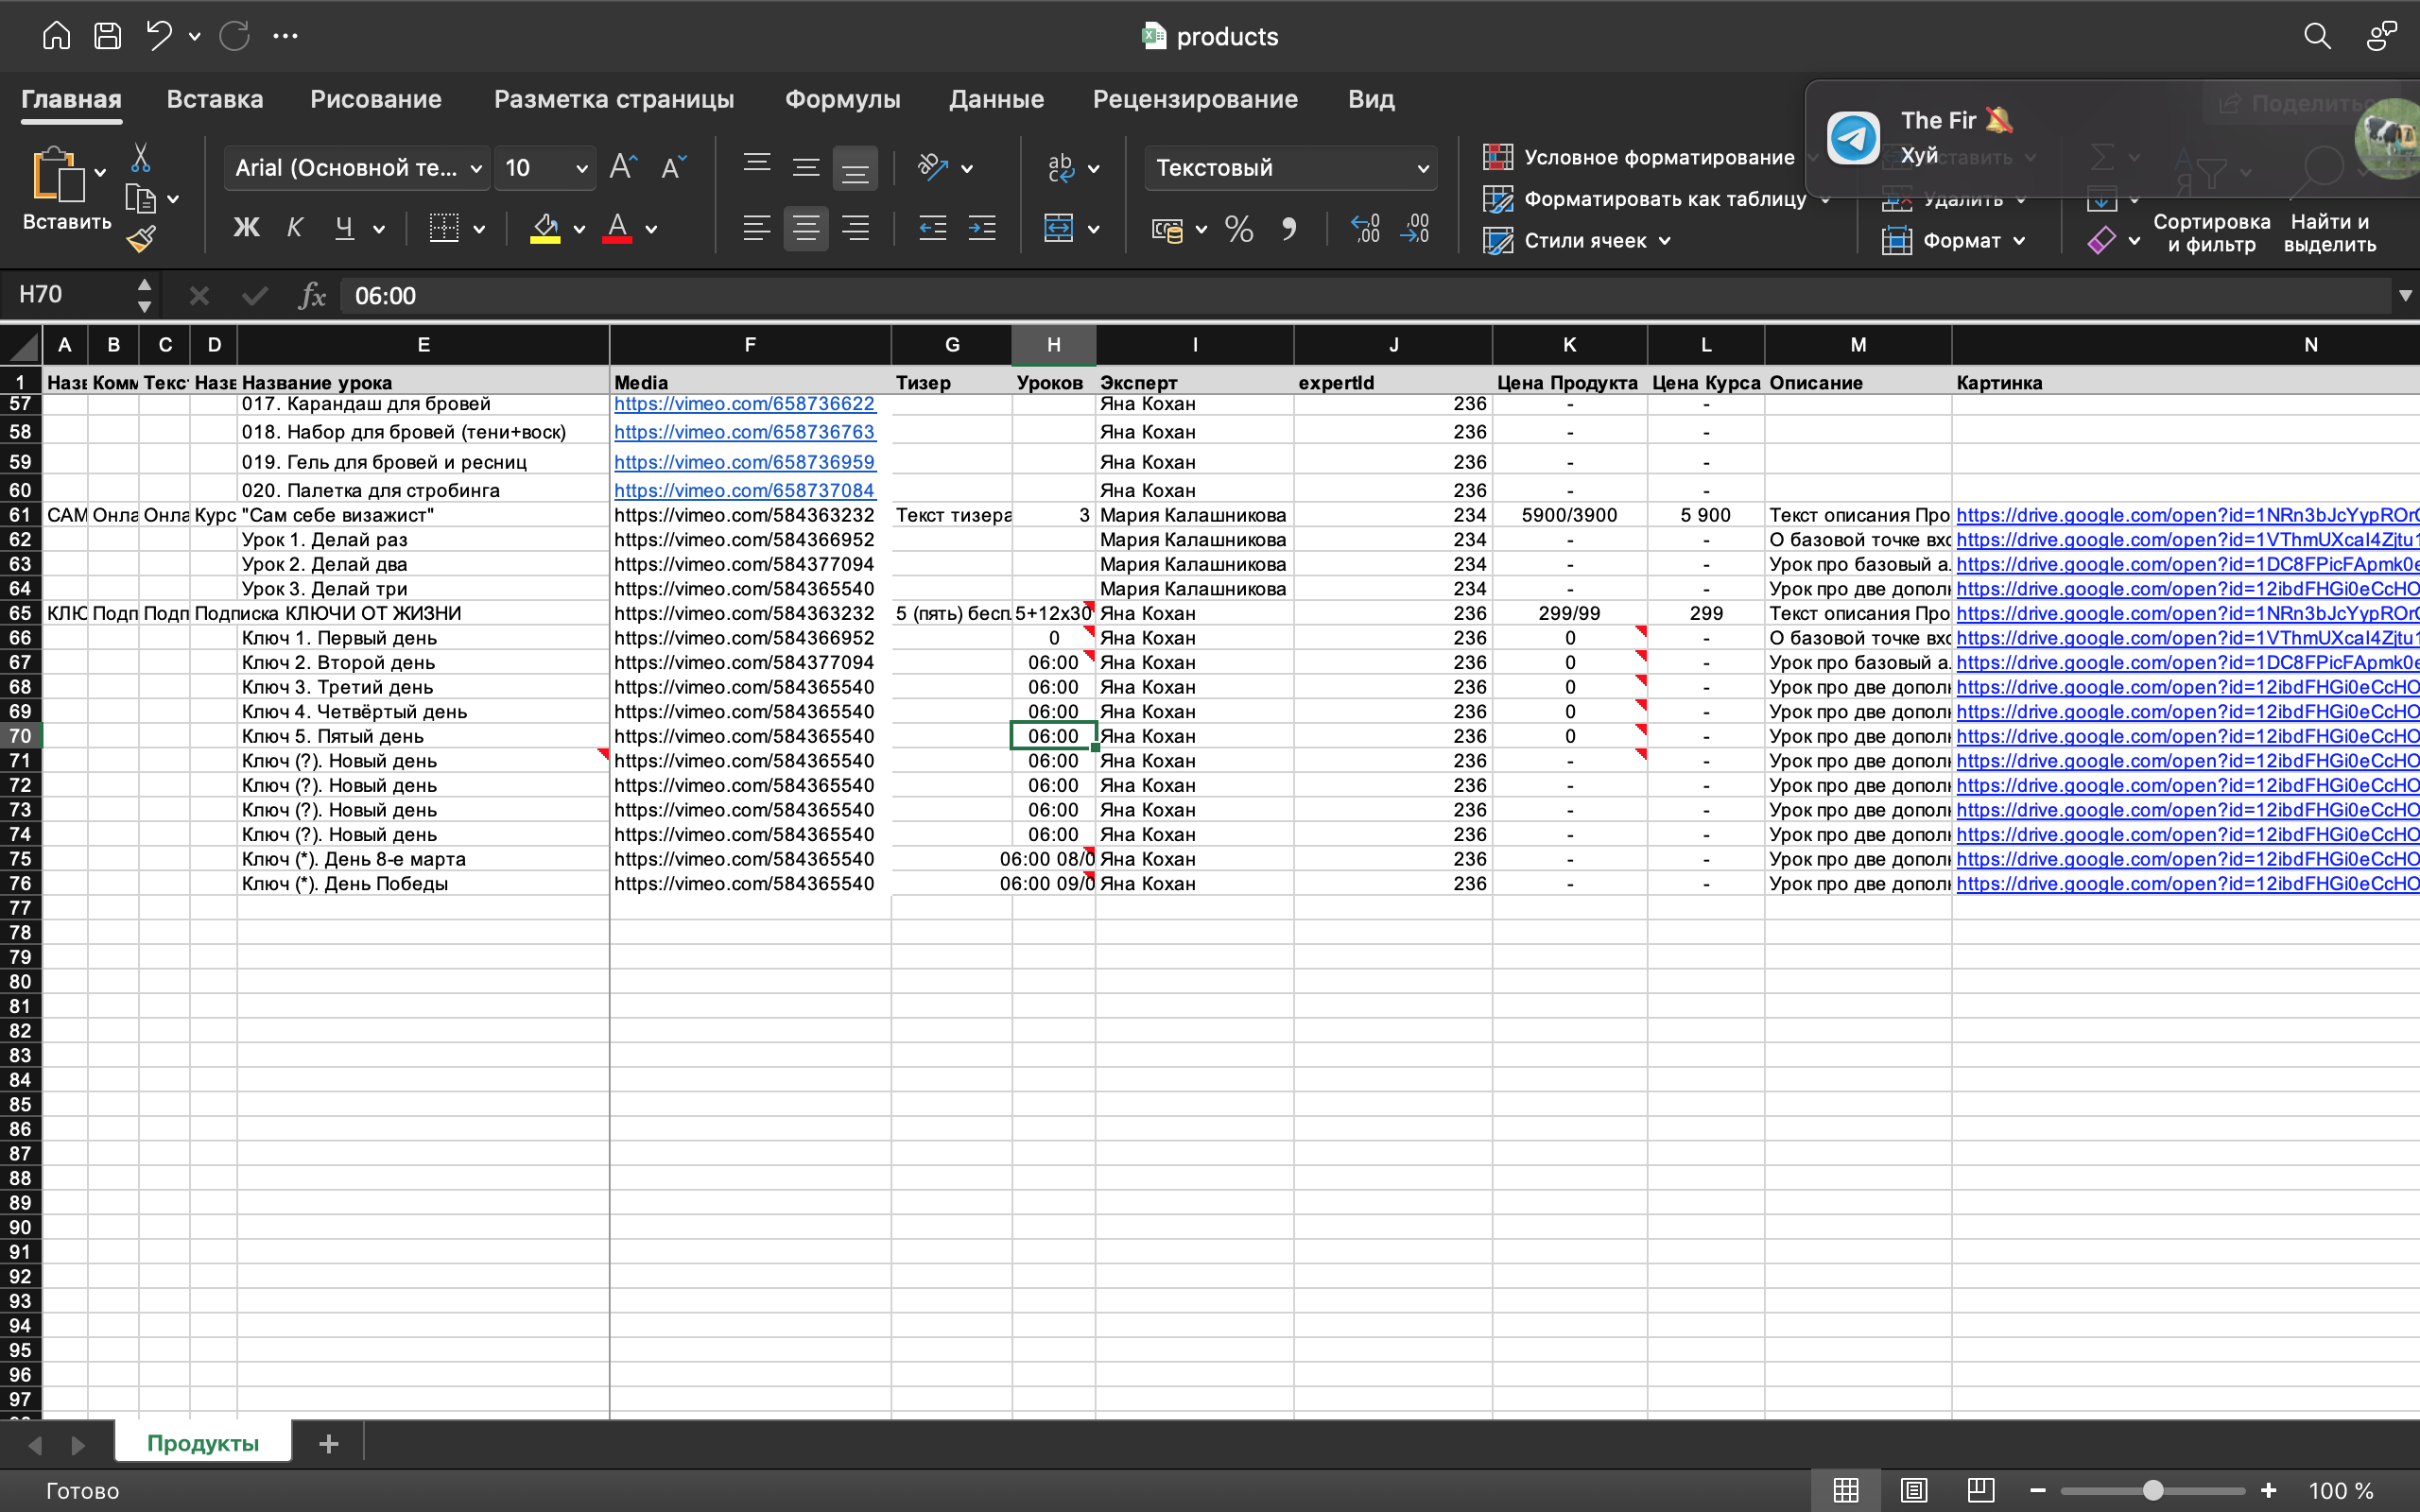 products
Главная Вставка Рисование Разметка страницы Формулы Данные Рецензирование Вид Поделиться
The Fir
Хуй
Вставить
Arial (Основной те... 10
Ж К Ч
Текстовый
Условное форматирование
Форматировать как таблицу
Стили ячеек
Удалить
Формат
Сортировка и фильтр
Найти и выделить
H70 fx 06:00
A B C D E F G H I J K L M N
1 Назв Комм Текст Назв Название урока Media Тизер Уроков Эксперт expertId Цена Продукта Цена Курса Описание Картинка
57 017. Карандаш для бровей https://vimeo.com/658736622 Яна Кохан 236 - -
58 018. Набор для бровей (тени+воск) https://vimeo.com/658736763 Яна Кохан 236 - -
59 019. Гель для бровей и ресниц https://vimeo.com/658736959 Яна Кохан 236 - -
60 020. Палетка для стробинга https://vimeo.com/658737084 Яна Кохан 236 - -
61 САМ Онла Онла Курс "Сам себе визажист" https://vimeo.com/584363232 Текст тизера 3 Мария Калашникова 234 5900/3900 5 900 Текст описания Про https://drive.google.com/open?id=1NRn3bJcYypROr
62 Урок 1. Делай раз https://vimeo.com/584366952 Мария Калашникова 234 - - О базовой точке вхо https://drive.google.com/open?id=1VThmUXcaI4Zjtu1
63 Урок 2. Делай два https://vimeo.com/584377094 Мария Калашникова 234 - - Урок про базовый а. https://drive.google.com/open?id=1DC8FPicFApmk0e
64 Урок 3. Делай три https://vimeo.com/584365540 Мария Калашникова 234 - - Урок про две допол https://drive.google.com/open?id=12ibdFHGi0eCcHO
65 КЛЮ Подп Подп Подписка КЛЮЧИ ОТ ЖИЗНИ https://vimeo.com/584363232 5 (пять) бесп. 5+12x30 Яна Кохан 236 299/99 299 Текст описания Про https://drive.google.com/open?id=1NRn3bJcYypROr
66 Ключ 1. Первый день https://vimeo.com/584366952 0 Яна Кохан 236 0 - О базовой точке вхо https://drive.google.com/open?id=1VThmUXcaI4Zjtu1
67 Ключ 2. Второй день https://vimeo.com/584377094 06:00 Яна Кохан 236 0 - Урок про базовый а. https://drive.google.com/open?id=1DC8FPicFApmk0e
68 Ключ 3. Третий день https://vimeo.com/584365540 06:00 Яна Кохан 236 0 - Урок про две допол https://drive.google.com/open?id=12ibdFHGi0eCcHO
69 Ключ 4. Четвёртый день https://vimeo.com/584365540 06:00 Яна Кохан 236 0 - Урок про две допол https://drive.google.com/open?id=12ibdFHGi0eCcHO
70 Ключ 5. Пятый день https://vimeo.com/584365540 06:00 Яна Кохан 236 0 - Урок про две допол https://drive.google.com/open?id=12ibdFHGi0eCcHO
71 Ключ (?). Новый день https://vimeo.com/584365540 06:00 Яна Кохан 236 - - Урок про две допол https://drive.google.com/open?id=12ibdFHGi0eCcHO
72 Ключ (?). Новый день https://vimeo.com/584365540 06:00 Яна Кохан 236 - - Урок про две допол https://drive.google.com/open?id=12ibdFHGi0eCcHO
73 Ключ (?). Новый день https://vimeo.com/584365540 06:00 Яна Кохан 236 - - Урок про две допол https://drive.google.com/open?id=12ibdFHGi0eCcHO
74 Ключ (?). Новый день https://vimeo.com/584365540 06:00 Яна Кохан 236 - - Урок про две допол https://drive.google.com/open?id=12ibdFHGi0eCcHO
75 Ключ (*). День 8-е марта https://vimeo.com/584365540 06:00 08/0 Яна Кохан 236 - - Урок про две допол https://drive.google.com/open?id=12ibdFHGi0eCcHO
76 Ключ (*). День Победы https://vimeo.com/584365540 06:00 09/0 Яна Кохан 236 - - Урок про две допол https://drive.google.com/open?id=12ibdFHGi0eCcHO
77
78
79
80
81
82
83
84
85
86
87
88
89
90
91
92
93
94
95
96
97
Продукты
Готово
100 %